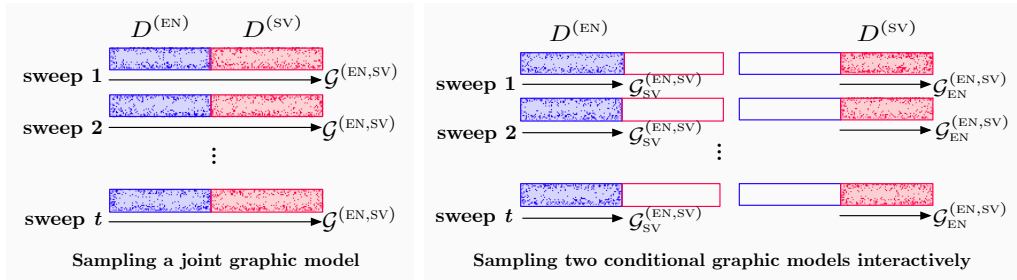 D^(EN) D^(SV)
sweep 1 G^(EN,SV)
sweep 2 G^(EN,SV)
⋮
sweep t G^(EN,SV)
Sampling a joint graphic model
D^(EN) D^(SV)
sweep 1 G_SV^(EN,SV) G_EN^(EN,SV)
sweep 2 G_SV^(EN,SV) G_EN^(EN,SV)
⋮
sweep t G_SV^(EN,SV) G_EN^(EN,SV)
Sampling two conditional graphic models interactively